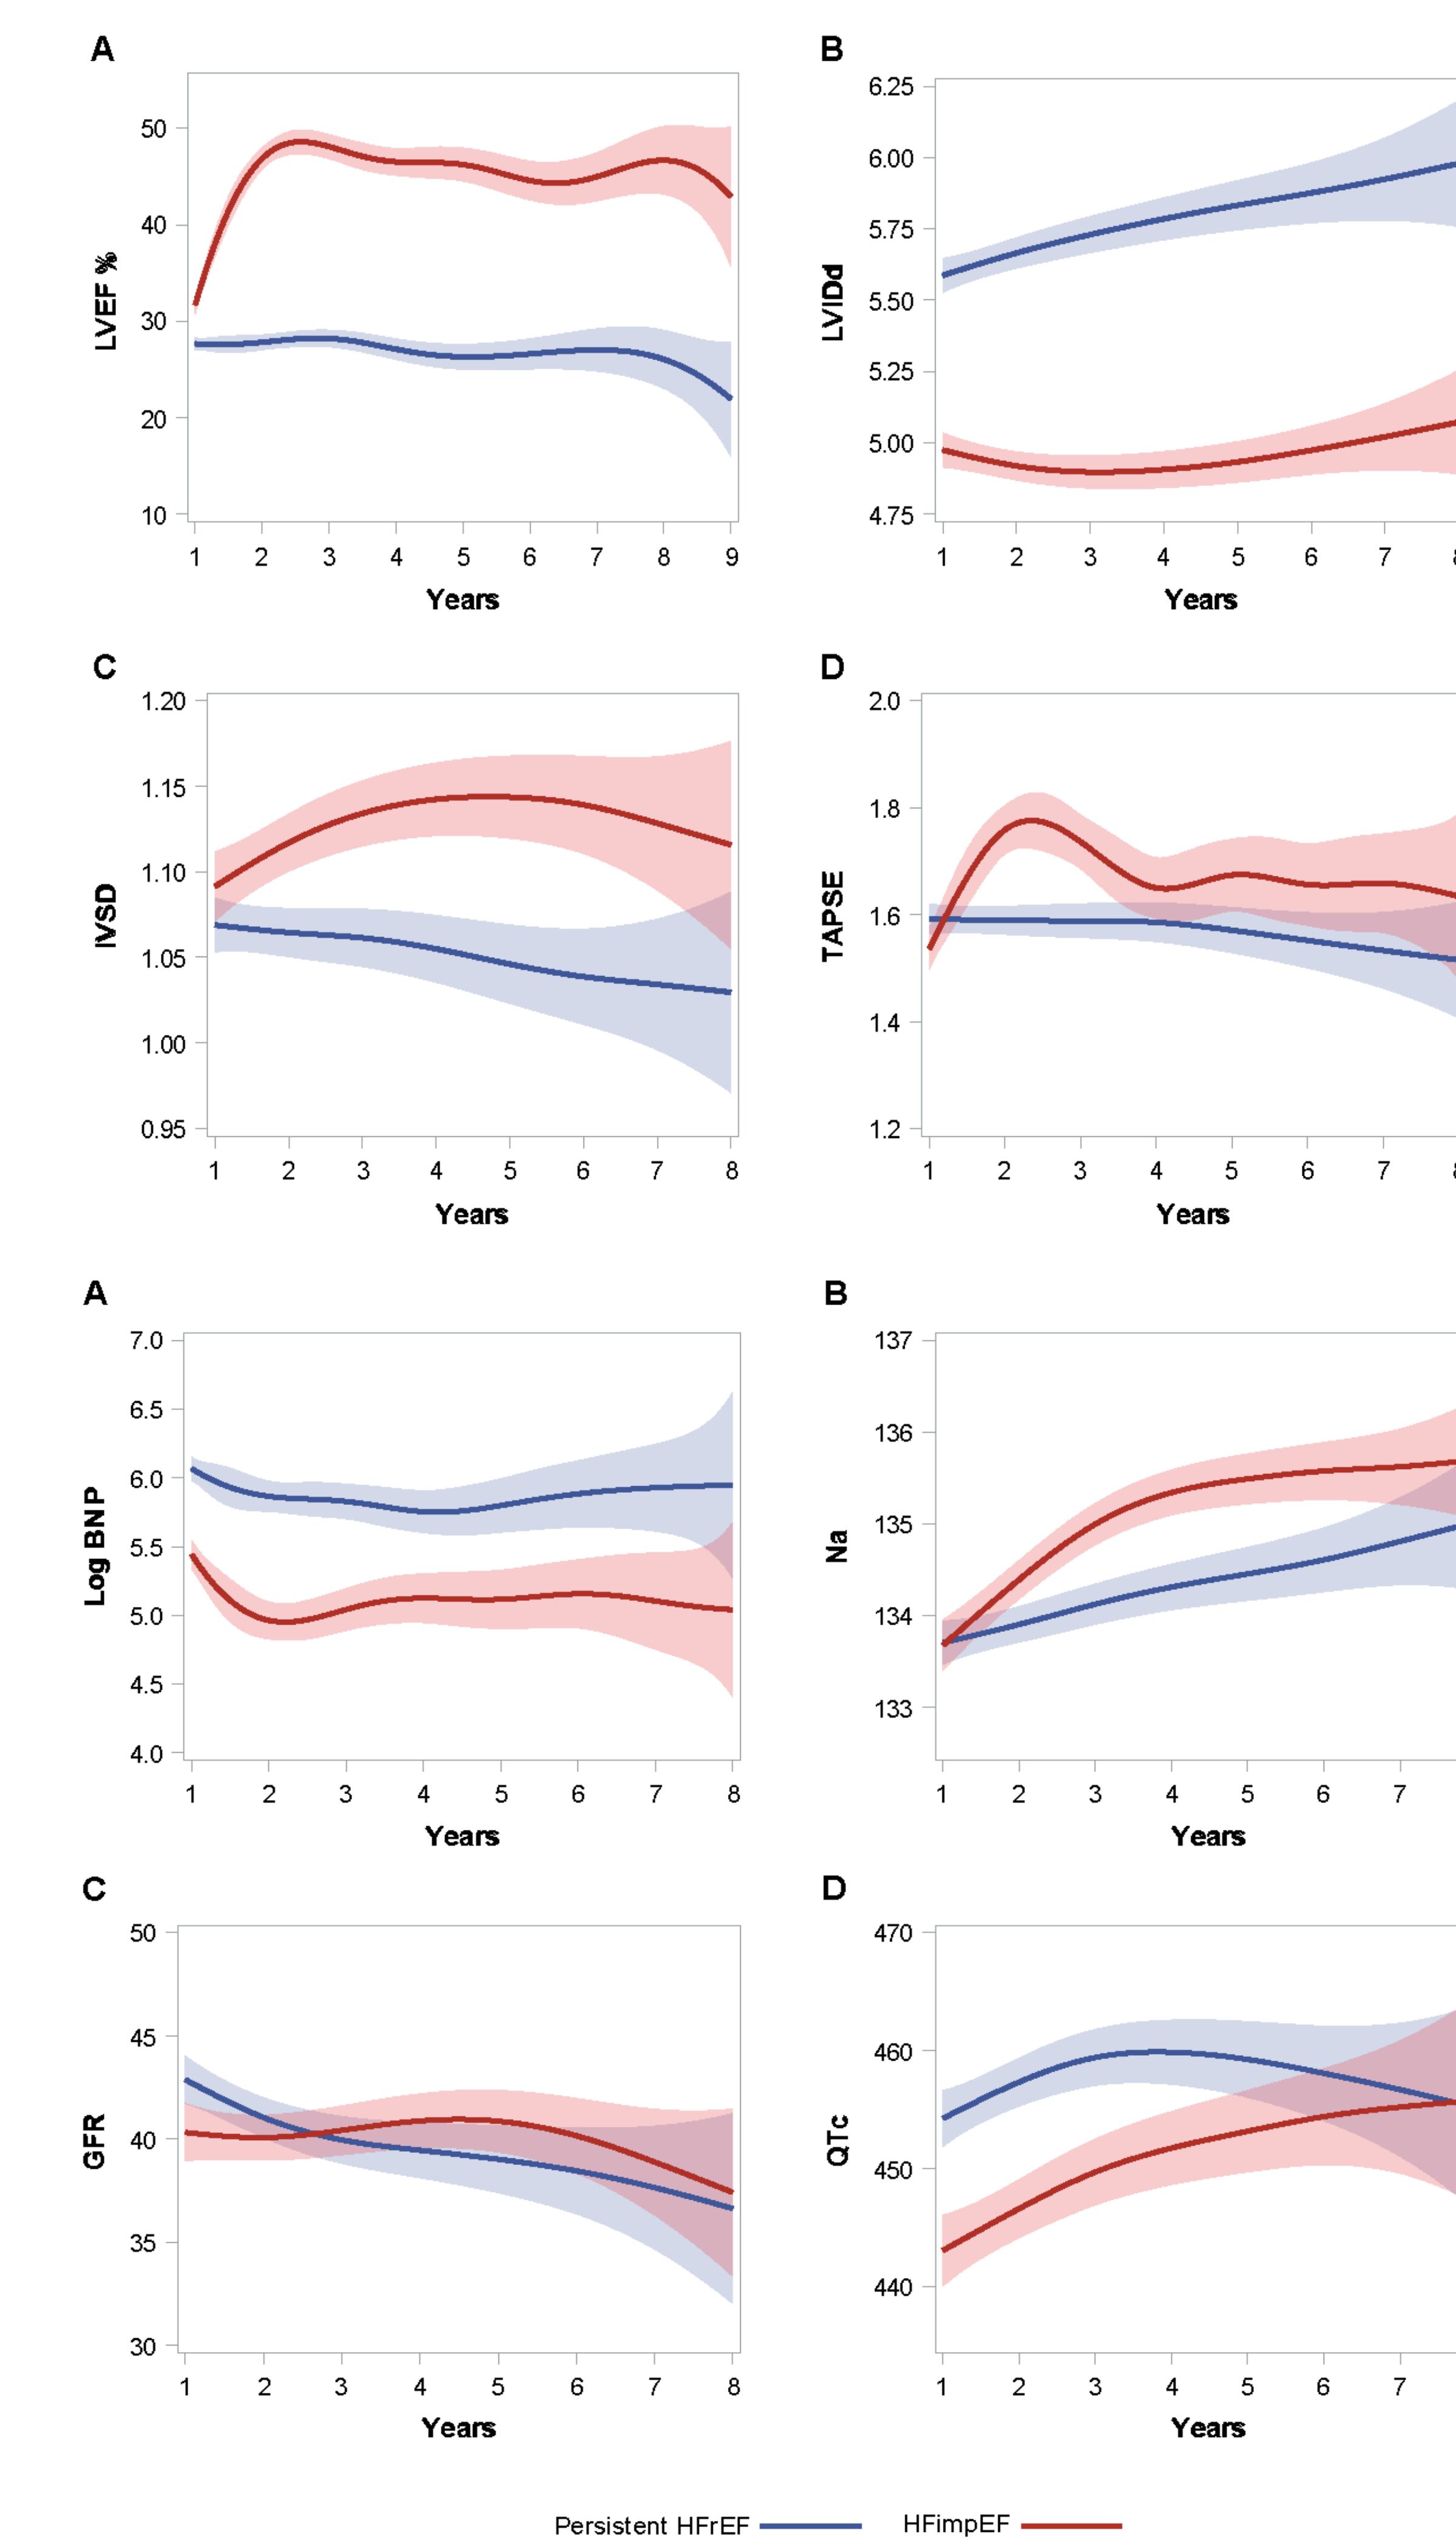 A
LVEF %
50
40
30
20
10
1 2 3 4 5 6 7 8 9
Years
B
LVIDd
6.25
6.00
5.75
5.50
5.25
5.00
4.75
1 2 3 4 5 6 7
Years
C
IVSD
1.20
1.15
1.10
1.05
1.00
0.95
1 2 3 4 5 6 7 8
Years
D
TAPSE
2.0
1.8
1.6
1.4
1.2
1 2 3 4 5 6 7
Years
A
Log BNP
7.0
6.5
6.0
5.5
5.0
4.5
4.0
1 2 3 4 5 6 7 8
Years
B
Na
137
136
135
134
133
1 2 3 4 5 6 7
Years
C
GFR
50
45
40
35
30
1 2 3 4 5 6 7 8
Years
D
QTc
470
460
450
440
1 2 3 4 5 6 7
Years
Persistent HFrEF HFimpEF